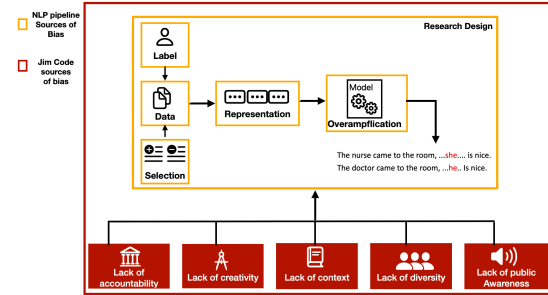 NLP pipeline
Sources of
Bias
Jim Code
sources
of bias
Research Design
Label
Data
Selection
Representation
Model
Overampflication
The nurse came to the room, ...she.... is nice.
The doctor came to the room, ...he.. Is nice.
Lack of
accountability
Lack of creativity
Lack of context
Lack of diversity
Lack of public
Awareness